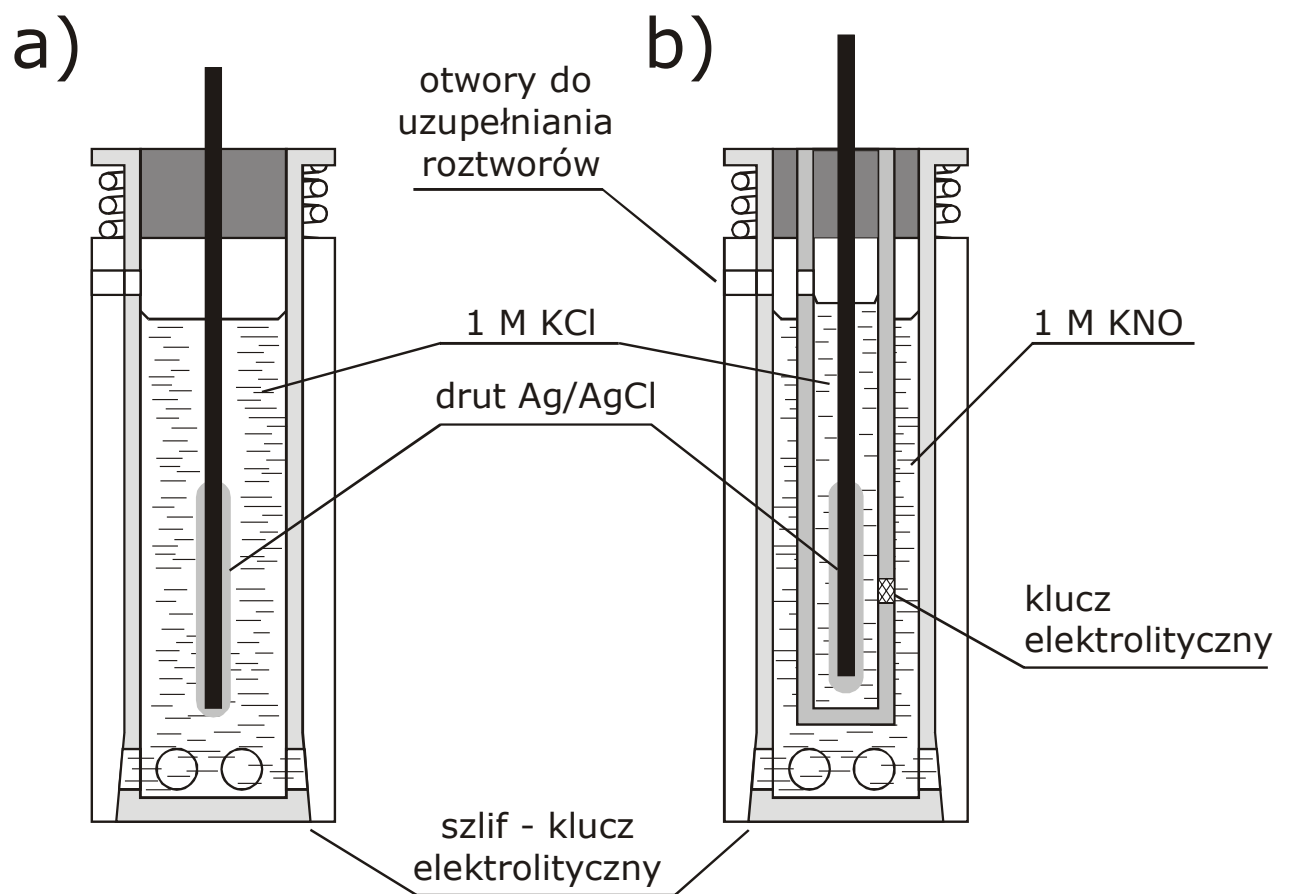 a)
b)
otwory do
uzupełniania
roztworów
1 M KCl
1 M KNO
drut Ag/AgCl
klucz
elektrolityczny
szlif - klucz
elektrolityczny